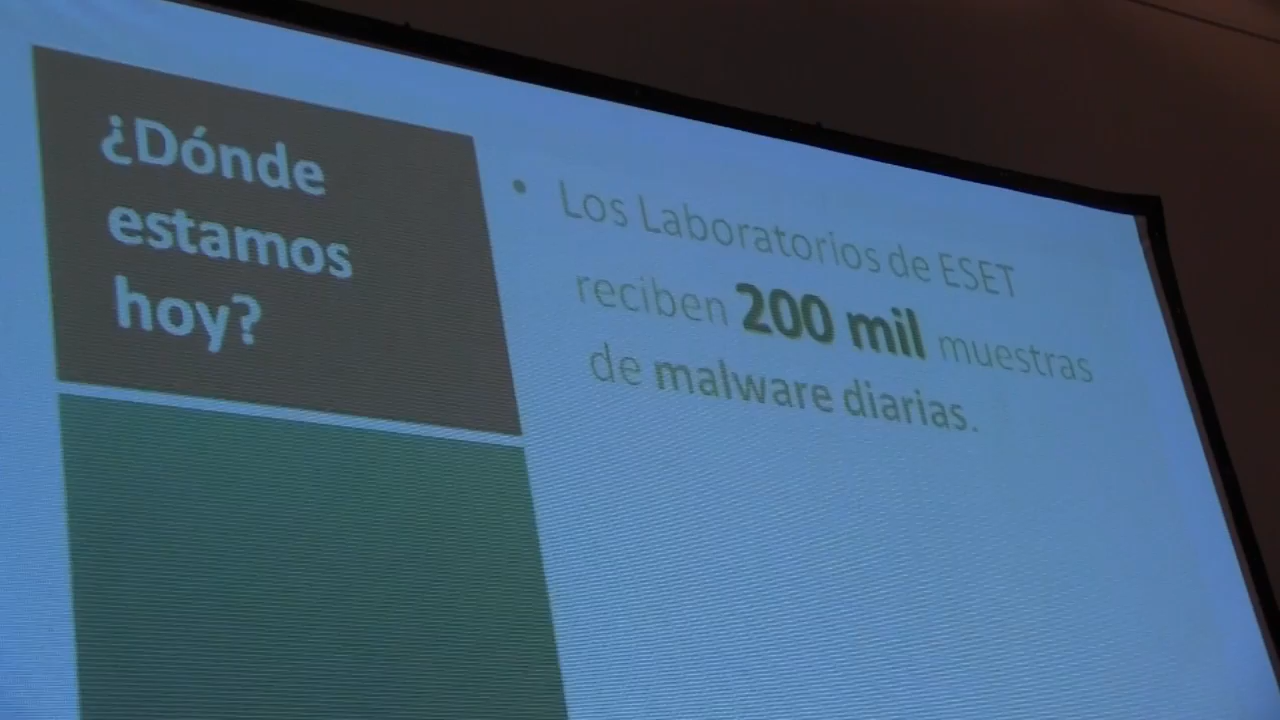 ¿Dónde
estamos
hoy?
• Los Laboratorios de ESET
reciben 200 mil muestras
de malware diarias.